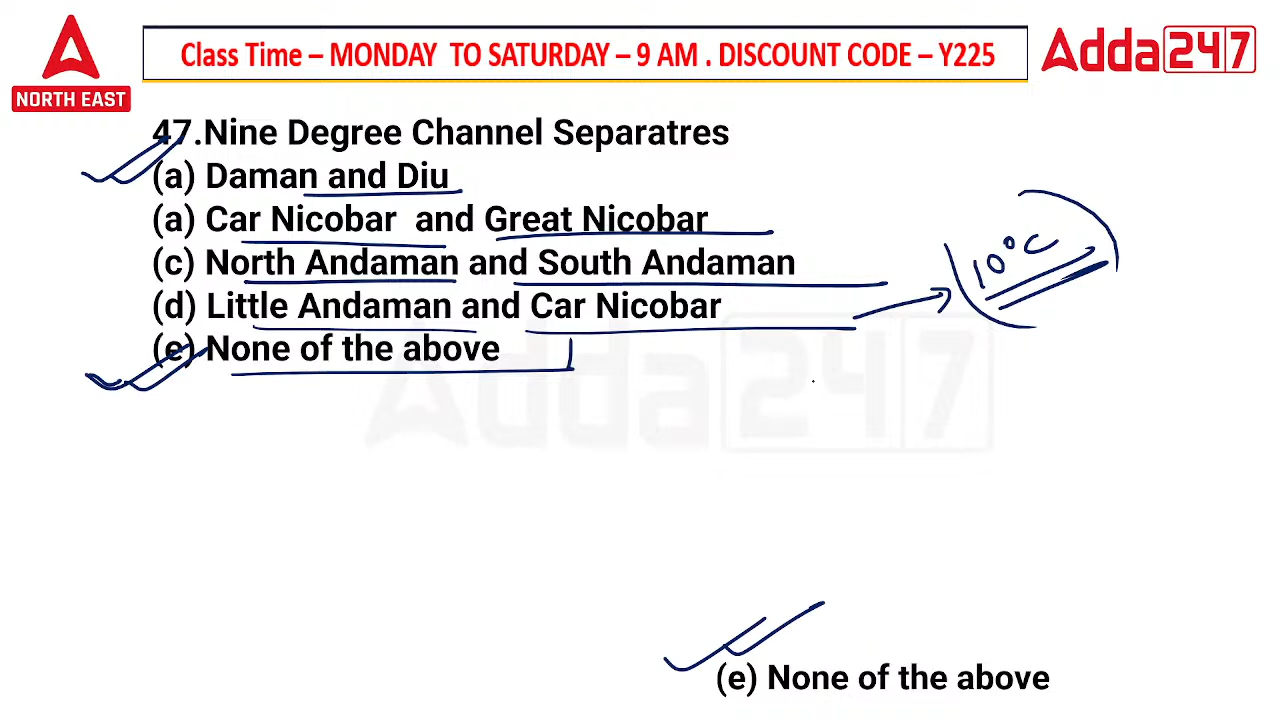 Class Time – MONDAY TO SATURDAY – 9 AM . DISCOUNT CODE – Y225
Adda247
NORTH EAST
47.Nine Degree Channel Separatres
(a) Daman and Diu
(a) Car Nicobar and Great Nicobar
(c) North Andaman and South Andaman
(d) Little Andaman and Car Nicobar
10°C
(e) None of the above
Adda247
(e) None of the above